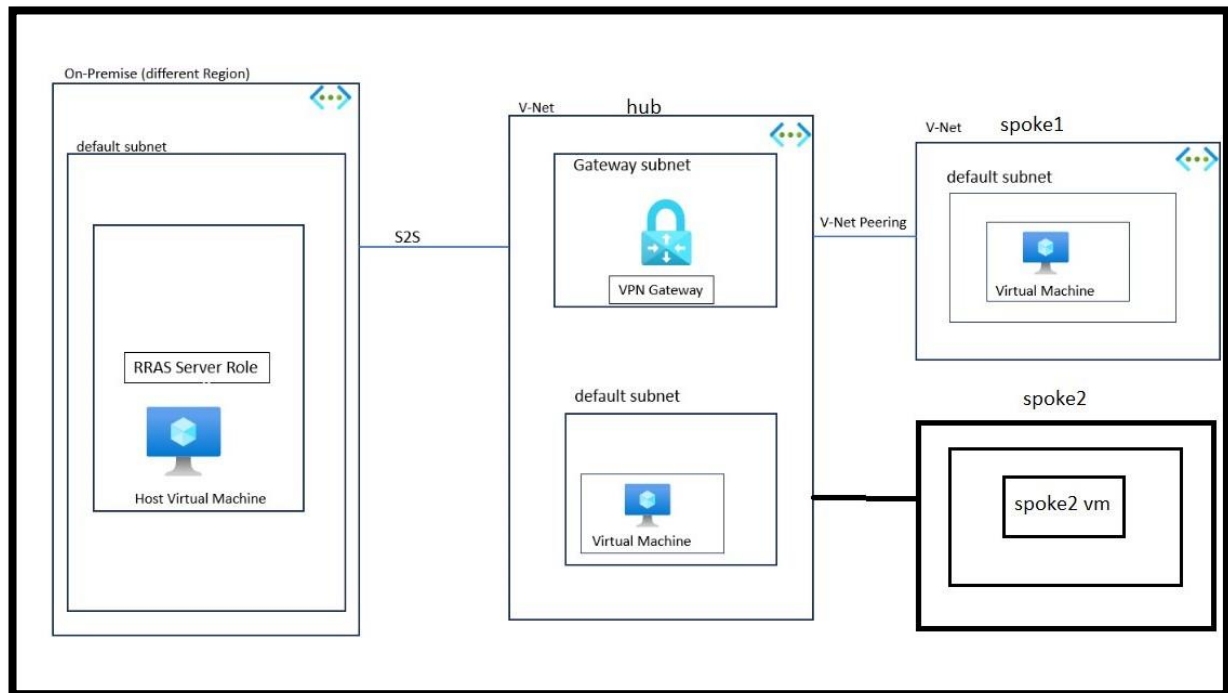 On-Premise (different Region)
default subnet
RRAS Server Role
Host Virtual Machine
S2S
V-Net
hub
Gateway subnet
VPN Gateway
default subnet
Virtual Machine
V-Net Peering
V-Net
spoke1
default subnet
Virtual Machine
spoke2
spoke2 vm